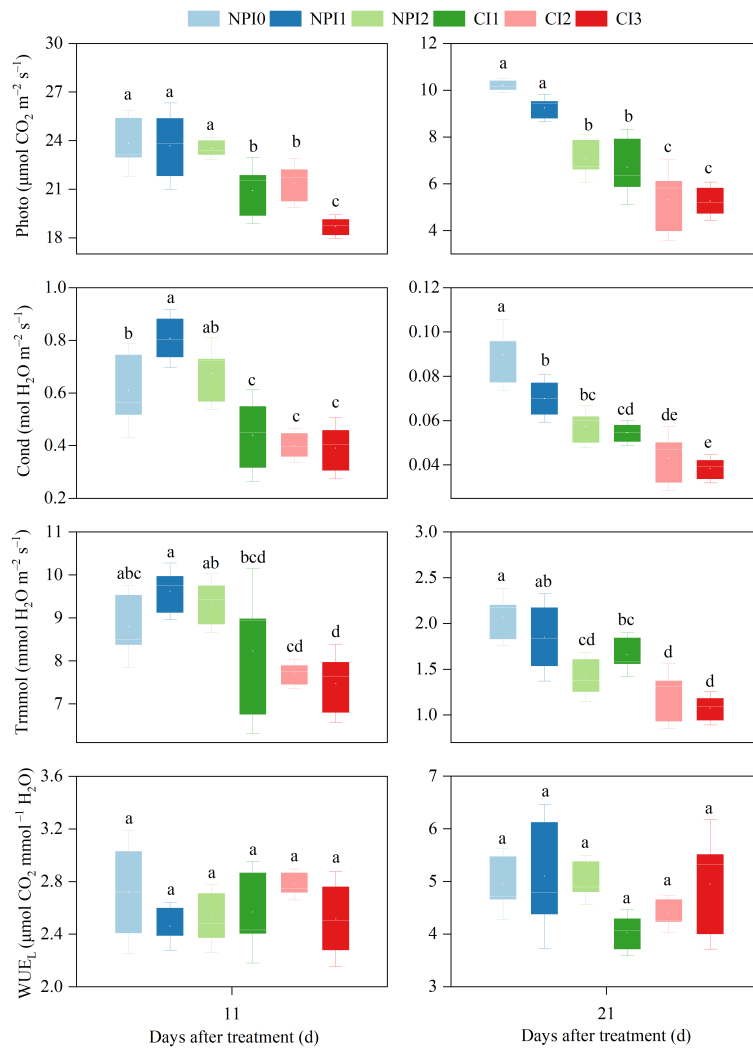 NPI0 NPI1 NPI2 CI1 CI2 CI3
Photo (μmol CO₂ m⁻² s⁻¹)
30
27
24
21
18
a a a b b c
12
10
8
6
4
a a b b c c
Cond (mol H₂O m⁻² s⁻¹)
1.0
0.8
0.6
0.4
0.2
b a ab c c c
0.12
0.08
0.06
0.04
a b bc cd de e
Trmmol (mmol H₂O m⁻² s⁻¹)
11
10
9
8
7
abc a ab bcd cd d
3.0
2.5
2.0
1.5
1.0
a ab cd bc d d
WUE_L (μmol CO₂ mmol⁻¹ H₂O)
3.6
3.2
2.8
2.4
2.0
a a a a a a
7
6
5
4
3
a a a a a a
11
21
Days after treatment (d)
Days after treatment (d)